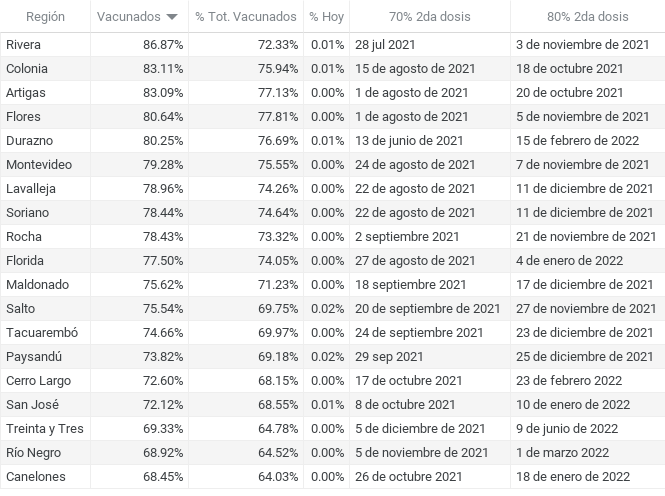 Región Vacunados % Tot. Vacunados % Hoy 70% 2da dosis 80% 2da dosis
Rivera 86.87% 72.33% 0.01% 28 jul 2021 3 de noviembre de 2021
Colonia 83.11% 75.94% 0.01% 15 de agosto de 2021 18 de octubre 2021
Artigas 83.09% 77.13% 0.00% 1 de agosto de 2021 20 de octubre 2021
Flores 80.64% 77.81% 0.00% 1 de agosto de 2021 5 de noviembre de 2021
Durazno 80.25% 76.69% 0.01% 13 de junio de 2021 15 de febrero de 2022
Montevideo 79.28% 75.55% 0.00% 24 de agosto de 2021 7 de noviembre de 2021
Lavalleja 78.96% 74.26% 0.00% 22 de agosto de 2021 11 de diciembre de 2021
Soriano 78.44% 74.64% 0.00% 22 de agosto de 2021 11 de diciembre de 2021
Rocha 78.43% 73.32% 0.00% 2 septiembre 2021 21 de noviembre de 2021
Florida 77.50% 74.05% 0.00% 27 de agosto de 2021 4 de enero de 2022
Maldonado 75.62% 71.23% 0.00% 18 septiembre 2021 17 de diciembre de 2021
Salto 75.54% 69.75% 0.02% 20 de septiembre de 2021 27 de noviembre de 2021
Tacuarembó 74.66% 69.97% 0.00% 24 de septiembre de 2021 23 de diciembre de 2021
Paysandú 73.82% 69.18% 0.02% 29 sep 2021 25 de diciembre de 2021
Cerro Largo 72.60% 68.15% 0.00% 17 de octubre de 2021 23 de febrero 2022
San José 72.12% 68.55% 0.01% 8 de octubre de 2021 10 de enero de 2022
Treinta y Tres 69.33% 64.78% 0.00% 5 de diciembre de 2021 9 de junio de 2022
Río Negro 68.92% 64.52% 0.00% 5 de noviembre de 2021 1 de marzo 2022
Canelones 68.45% 64.03% 0.00% 26 de octubre de 2021 18 de enero de 2022